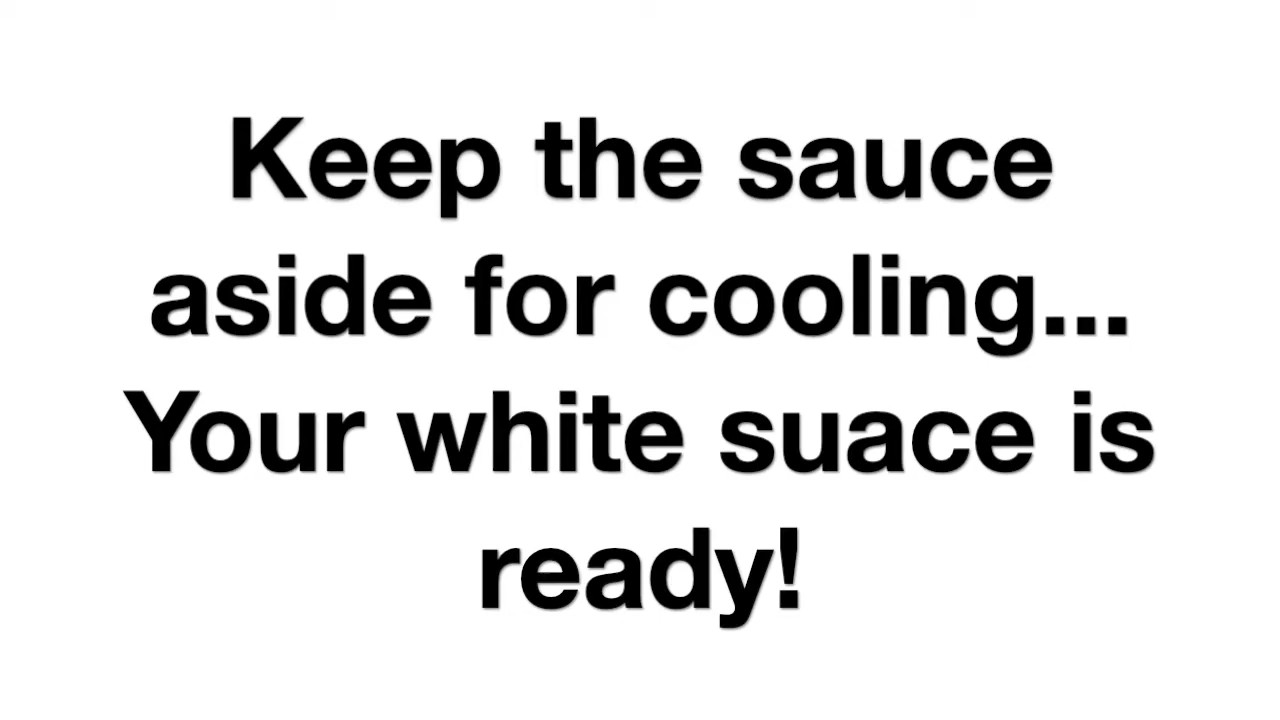 Keep the sauce
aside for cooling...
Your white suace is
ready!